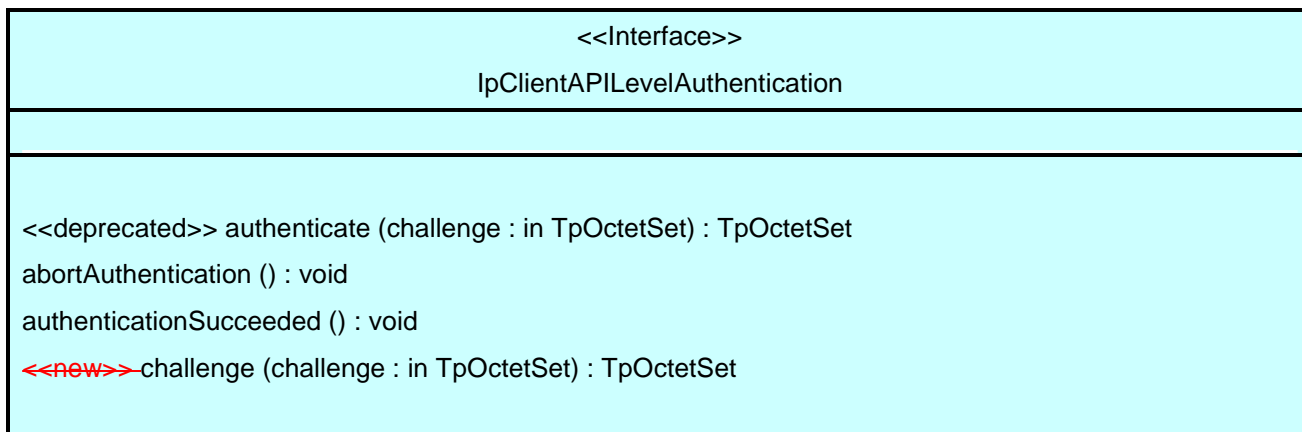 <<Interface>>
IpClientAPILevelAuthentication
<<deprecated>> authenticate (challenge : in TpOctetSet) : TpOctetSet
abortAuthentication () : void
authenticationSucceeded () : void
<<new>> challenge (challenge : in TpOctetSet) : TpOctetSet